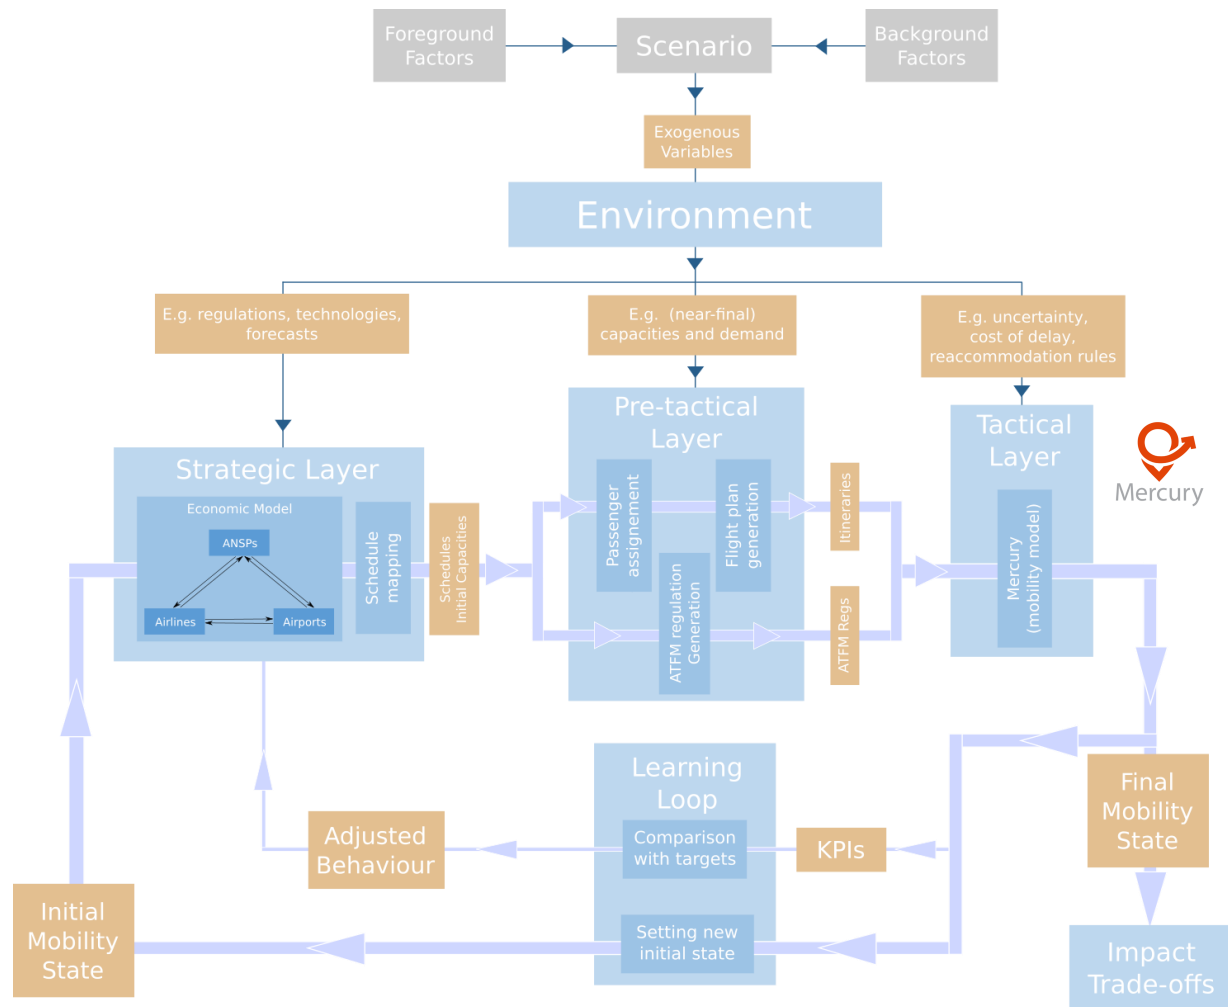 Foreground
Factors
Scenario
Background
Factors
Exogenous
Variables
Environment
E.g. regulations, technologies,
forecasts
E.g. (near-final)
capacities and demand
E.g. uncertainty,
cost of delay,
reaccommodation rules
Strategic Layer
Economic Model
ANSPs
Airlines
Airports
Schedule
mapping
Schedules
Initial Capacities
Pre-tactical
Layer
Passenger
assignement
Flight plan
generation
ATFM regulation
Generation
Itineraries
ATFM Regs
Tactical
Layer
Mercury
(mobility model)
Mercury
Learning
Loop
Comparison
with targets
KPIs
Adjusted
Behaviour
Setting new
initial state
Initial
Mobility
State
Final
Mobility
State
Impact
Trade-offs